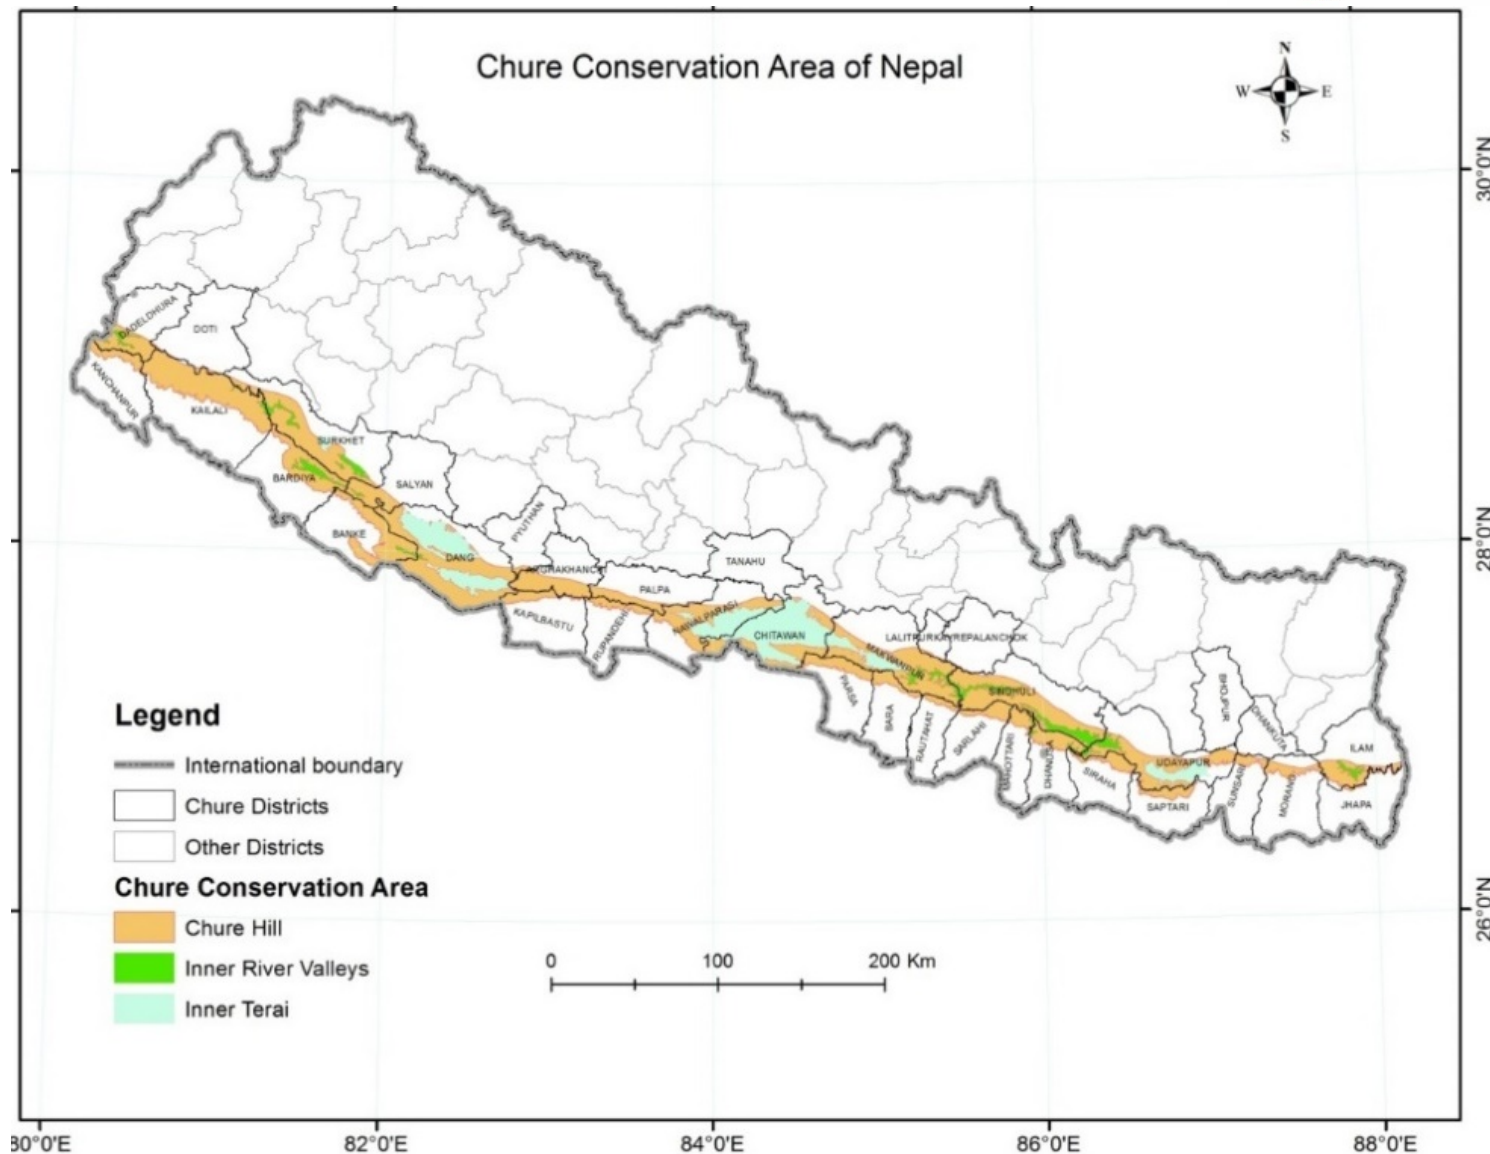 Chure Conservation Area of Nepal
N
W E
S
30°0'N
28°0'N
26°0'N
DADELDHURA
DOTI
KANCHANPUR
KAILALI
SURKHET
BARDIYA
SALYAN
BANKE
DANG
PYUTHAN
ARGHAKHANCHI
TANAHU
PALPA
KAPILBASTU
RUPANDEHI
NAWALPARASI
CHITAWAN
LALITPUR
KAVREPALANCHOK
MAKWANPUR
SINDHULI
PARSA
BARA
RAUTAHAT
SARLAHI
MAHOTTARI
DHANUSA
SIRAHA
UDAYAPUR
SAPTARI
BHOJPUR
DHANKUTA
SUNSARI
MORANG
ILAM
JHAPA
Legend
International boundary
Chure Districts
Other Districts
Chure Conservation Area
Chure Hill
Inner River Valleys
Inner Terai
0 100 200 Km
80°0'E 82°0'E 84°0'E 86°0'E 88°0'E